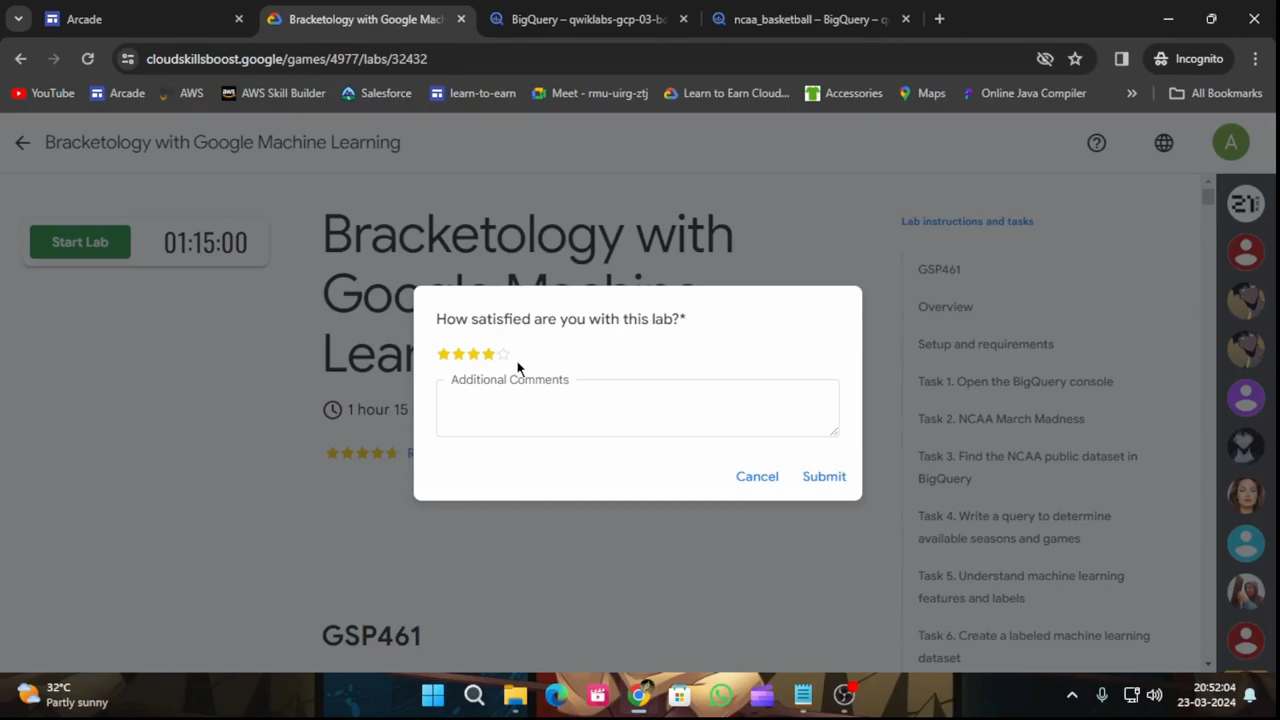 Arcade
Bracketology with Google Mac
BigQuery – qwiklabs-gcp-03-bc
ncaa_basketball – BigQuery – q
cloudskillsboost.google/games/4977/labs/32432
Incognito
YouTube
Arcade
AWS
AWS Skill Builder
Salesforce
learn-to-earn
Meet - rmu-uirg-ztj
Learn to Earn Cloud...
Accessories
Maps
Online Java Compiler
All Bookmarks
Bracketology with Google Machine Learning
A
Start Lab
01:15:00
Bracketology with
Google Machine
Lear
1 hour 15
Lab instructions and tasks
GSP461
Overview
Setup and requirements
Task 1. Open the BigQuery console
Task 2. NCAA March Madness
Task 3. Find the NCAA public dataset in
BigQuery
Task 4. Write a query to determine
available seasons and games
Task 5. Understand machine learning
features and labels
Task 6. Create a labeled machine learning
dataset
How satisfied are you with this lab?*
Additional Comments
Cancel
Submit
GSP461
32°C
Partly sunny
20:52:04
23-03-2024